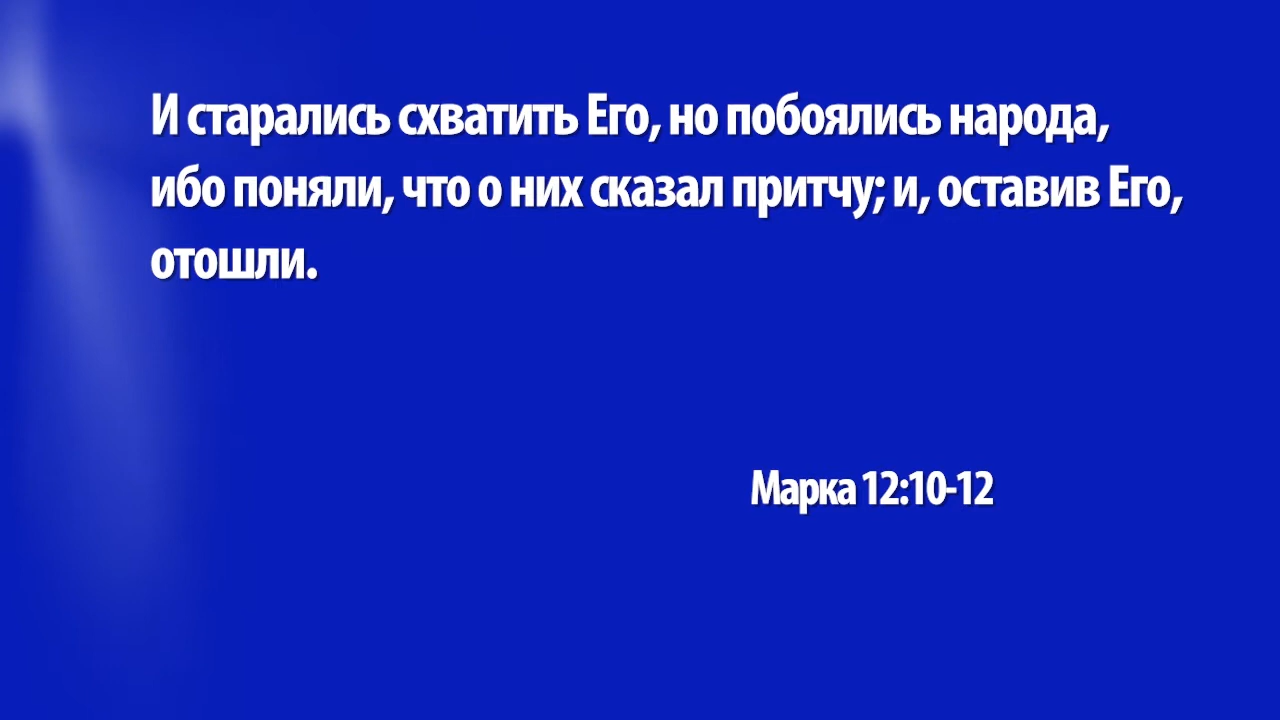 И старались схватить Его, но побоялись народа,
ибо поняли, что о них сказал притчу; и, оставив Его,
отошли.
Марка 12:10-12